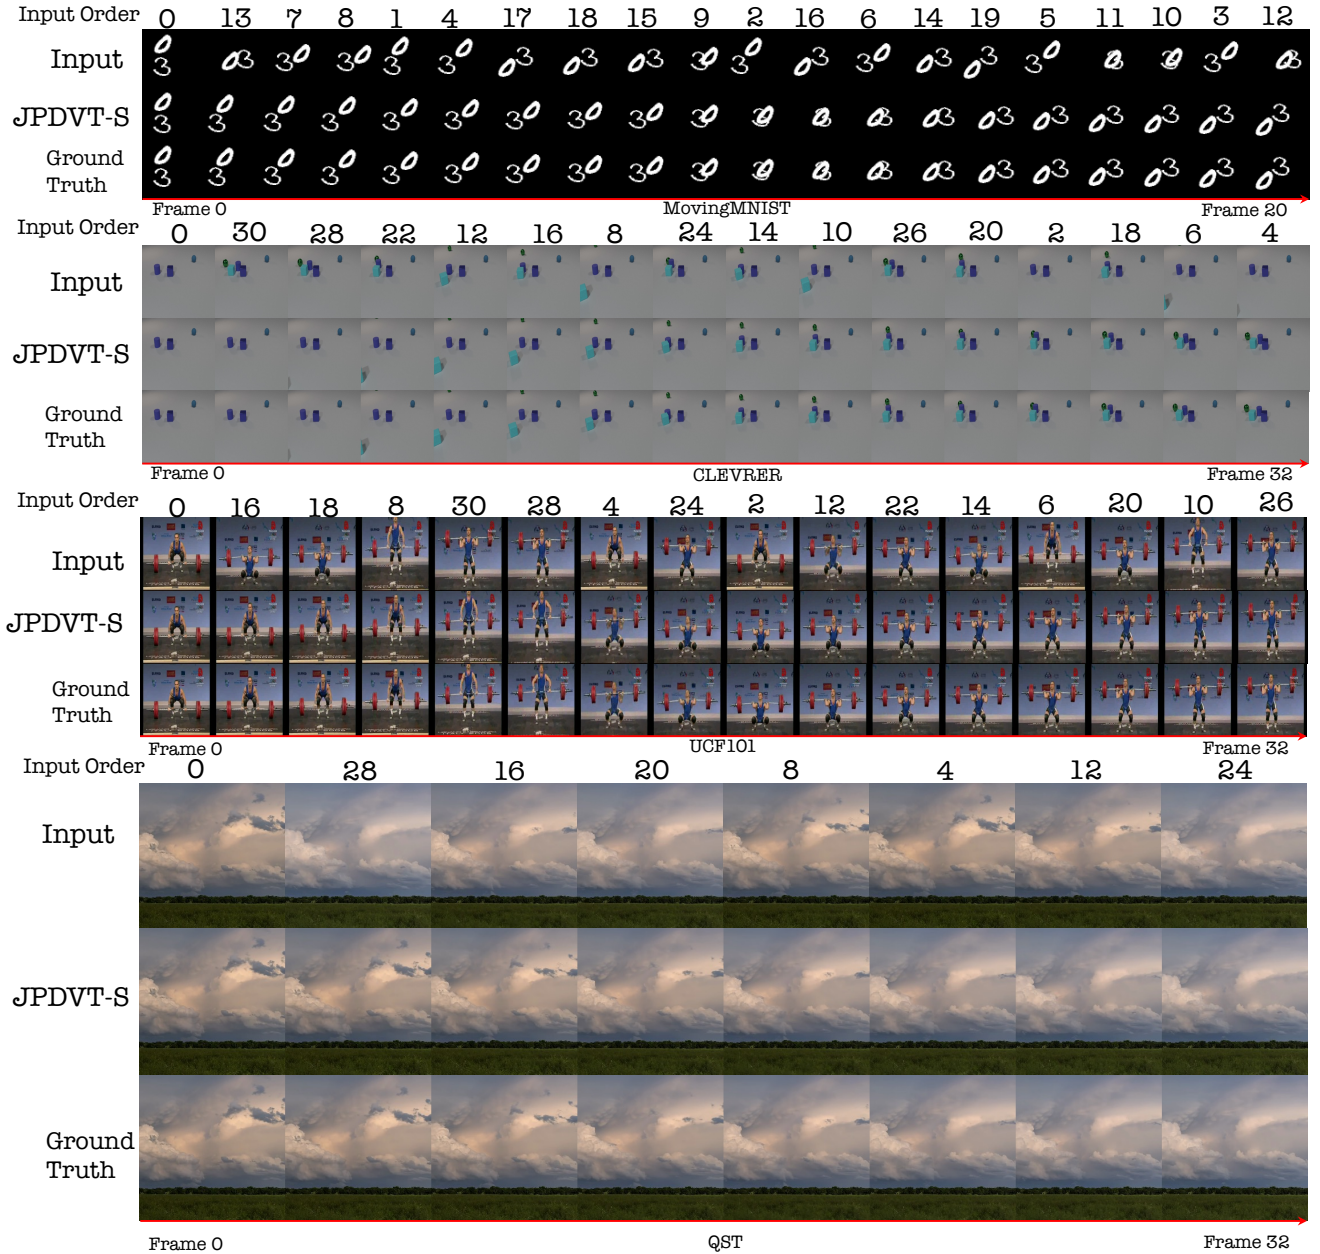 Input Order 0 13 7 8 1 4 17 18 15 9 2 16 6 14 19 5 11 10 3 12
Input
JPDVT-S
Ground
Truth
Frame 0 MovingMNIST Frame 20
Input Order 0 30 28 22 12 16 8 24 14 10 26 20 2 18 6 4
Input
JPDVT-S
Ground
Truth
Frame 0 CLEVRER Frame 32
Input Order 0 16 18 8 30 28 4 24 2 12 22 14 6 20 10 26
Input
JPDVT-S
Ground
Truth
Frame 0 UCF101 Frame 32
Input Order 0 28 16 20 8 4 12 24
Input
JPDVT-S
Ground
Truth
Frame 0 QST Frame 32